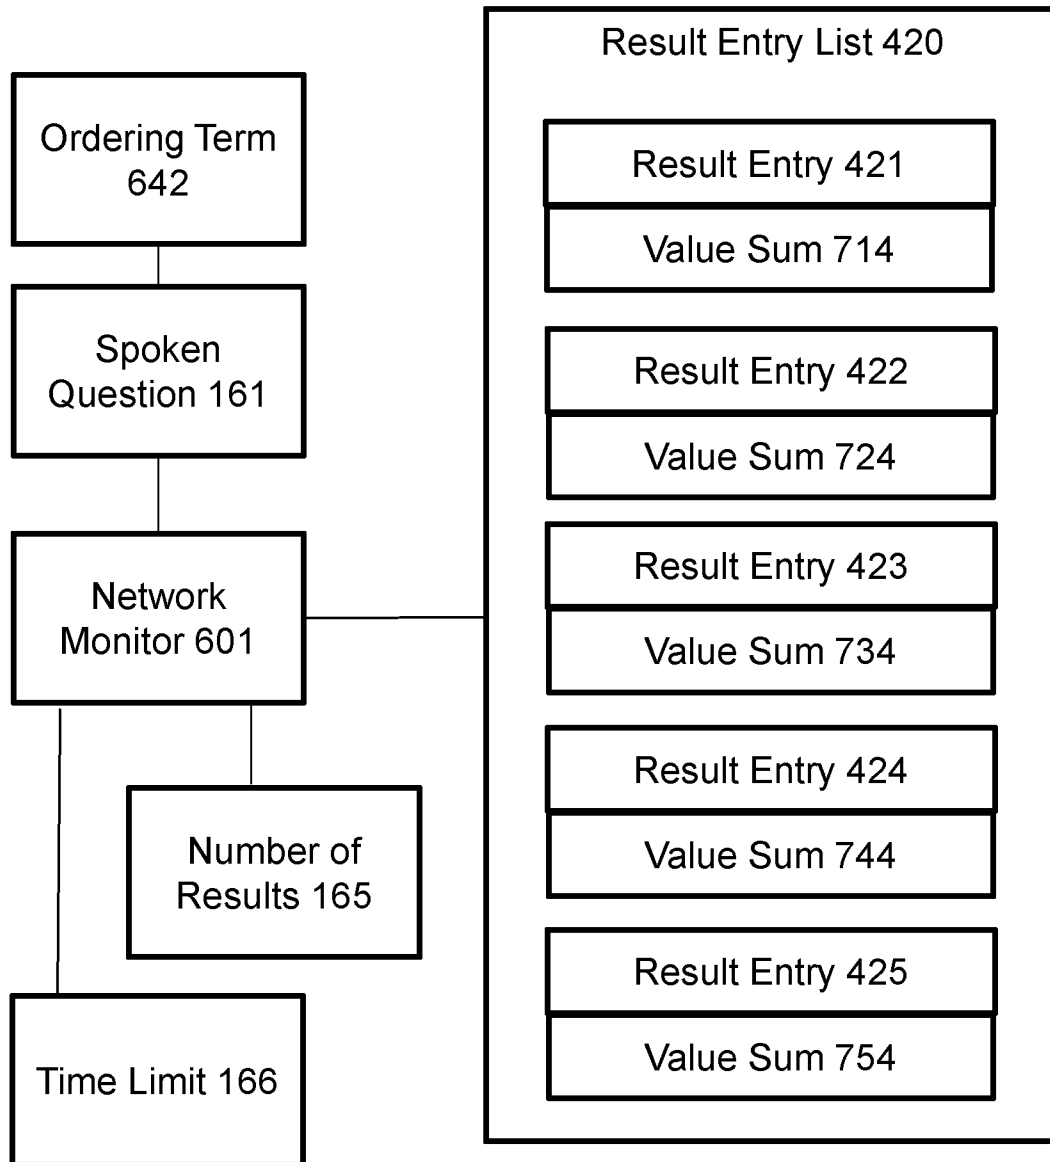 Ordering Term
642
Spoken
Question 161
Network
Monitor 601
Number of
Results 165
Time Limit 166
Result Entry List 420
Result Entry 421
Value Sum 714
Result Entry 422
Value Sum 724
Result Entry 423
Value Sum 734
Result Entry 424
Value Sum 744
Result Entry 425
Value Sum 754